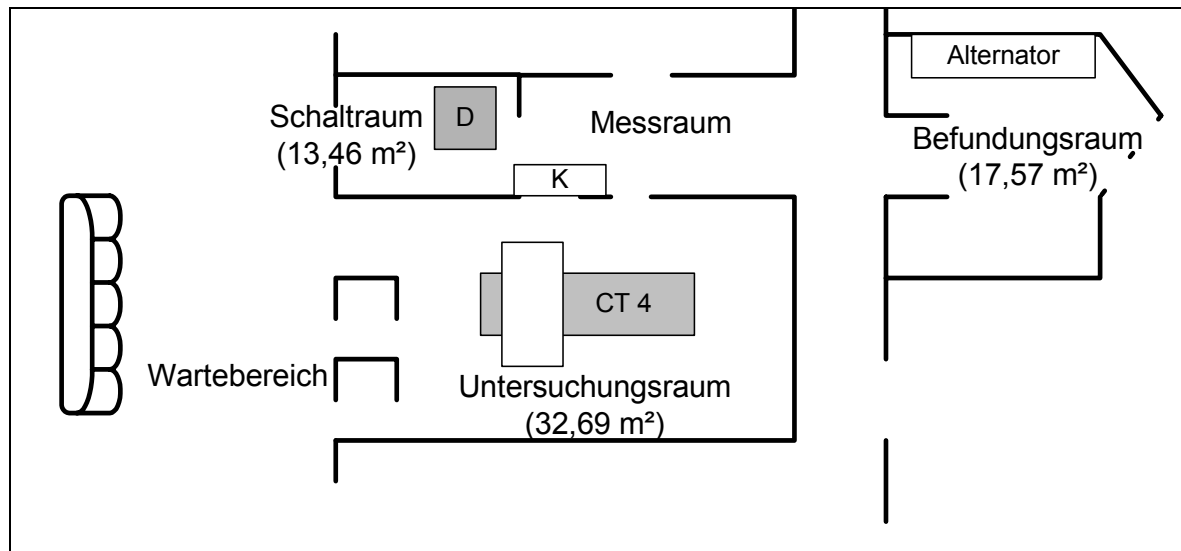 Alternator
Schaltraum
(13,46 m²)
D
Messraum
Befundungsraum
(17,57 m²)
K
CT 4
Wartebereich
Untersuchungsraum
(32,69 m²)